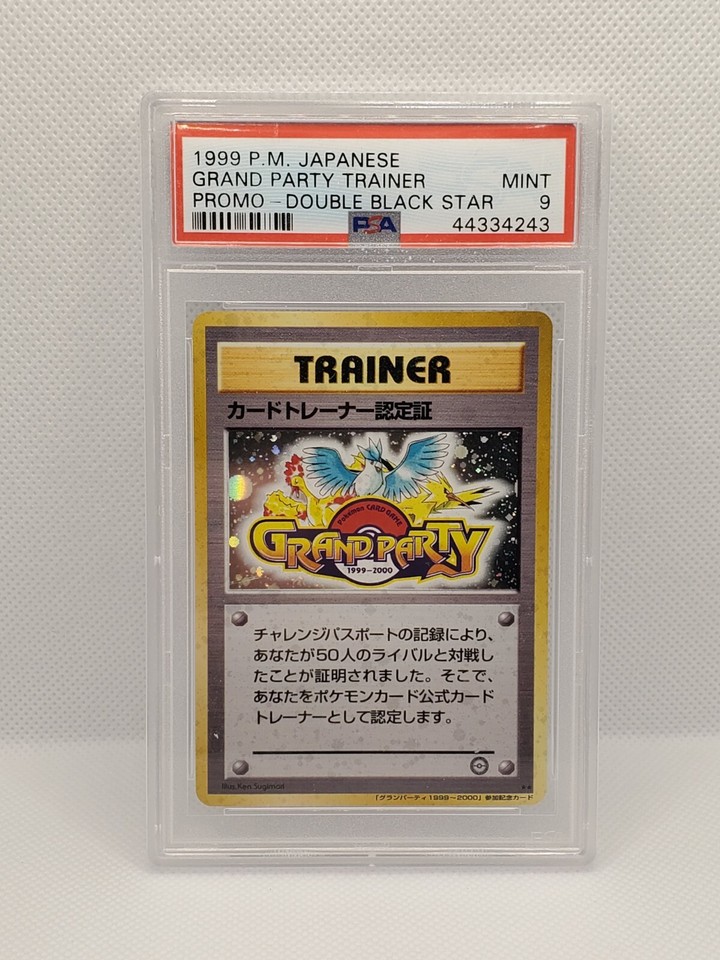 1999 P.M. JAPANESE
GRAND PARTY TRAINER MINT
PROMO - DOUBLE BLACK STAR 9
PSA 44334243
TRAINER
カードトレーナー認定証
Pokémon CARD GAME
GRAND PARTY
1999-2000
チャレンジパスポートの記録により、
あなたが50人のライバルと対戦し
たことが証明されました。そこで、
あなたをポケモンカード公式カード
トレーナーとして認定します。
Illus. Ken Sugimori
「グランパーティ1999〜2000」参加記念カード